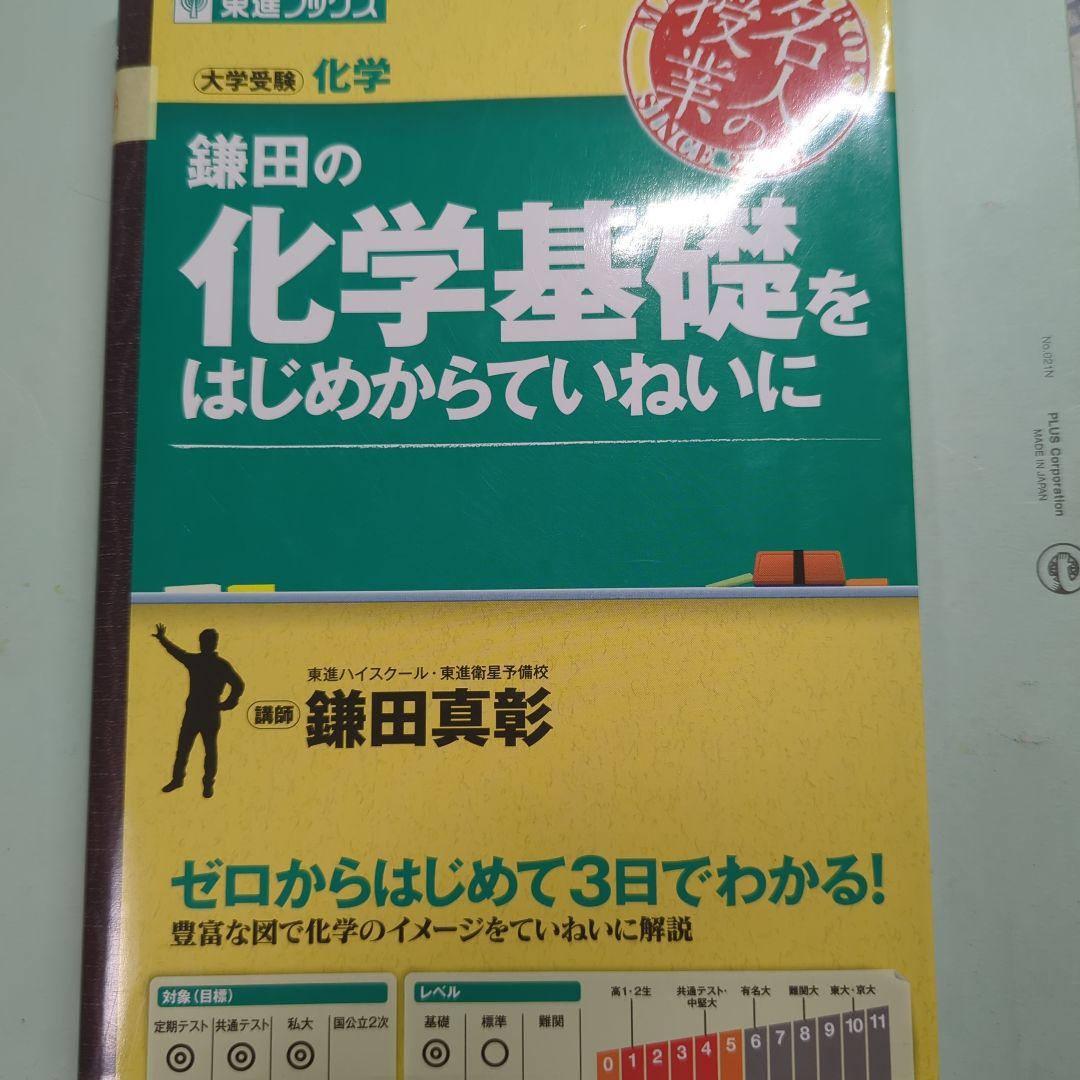 東進ブックス
大学受験 化学
名人の授業
SINCE
鎌田の
化学基礎を
はじめからていねいに
東進ハイスクール・東進衛星予備校
講師 鎌田真彰
ゼロからはじめて3日でわかる!
豊富な図で化学のイメージをていねいに解説
対象(目標)
定期テスト 共通テスト 私大 国公立2次
◎ ◎ ◎
レベル
基礎 標準 難関
◎ ○
高1・2生 共通テスト・中堅大 有名大 難関大 東大・京大
0 1 2 3 4 5 6 7 8 9 10 11
No.021N
PLUS Corporation
MADE IN JAPAN